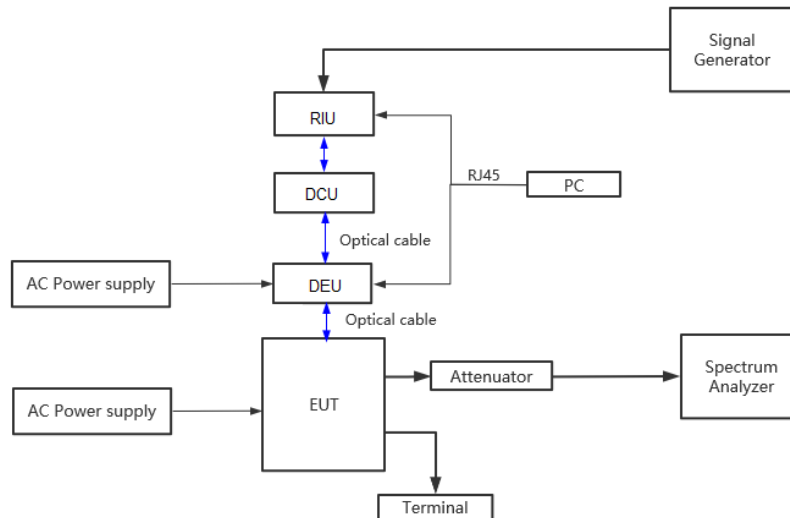 Signal
Generator
RIU
RJ45
PC
DCU
Optical cable
AC Power supply
DEU
Optical cable
Spectrum
Analyzer
Attenuator
AC Power supply
EUT
Terminal